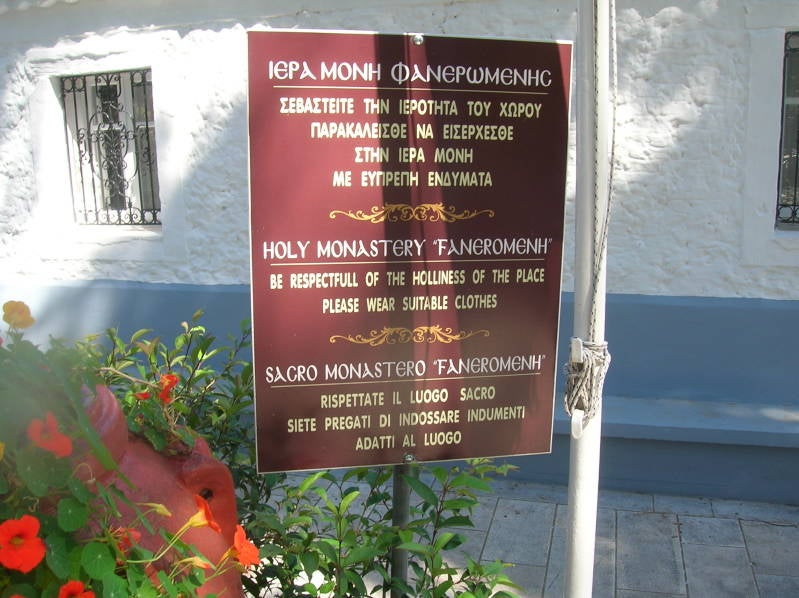 ΙΕΡΑ ΜΟΝΗ ΦΑΝΕΡΩΜΕΝΗС
ΣΕΒΑΣΤΕΙΤΕ ΤΗΝ ΙΕΡΟΤΗΤΑ ΤΟΥ ΧΩΡΟΥ
ΠΑΡΑΚΑΛΕΙΣΘΕ ΝΑ ΕΙΣΕΡΧΕΣΘΕ
ΣΤΗΝ ΙΕΡΑ ΜΟΝΗ
ΜΕ ΕΥΠΡΕΠΗ ΕΝΔΥΜΑΤΑ
HOLY MONASTERY "FANEROMENH"
BE RESPECTFULL OF THE HOLLINESS OF THE PLACE
PLEASE WEAR SUITABLE CLOTHES
SACRO MONASTERO "FANEROMENH"
RISPETTATE IL LUOGO SACRO
SIETE PREGATI DI INDOSSARE INDUMENTI
ADATTI AL LUOGO